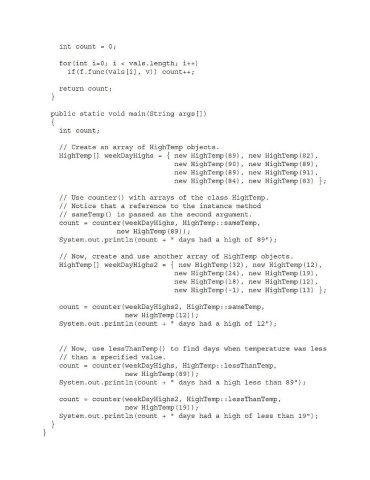 int count = 0;
for(int i=0; i < vals.length; i++)
if(f.func(vals[i], v)) count++;
return count;
}
public static void main(String args[])
{
int count;
// Create an array of HighTemp objects.
HighTemp[] weekDayHighs = { new HighTemp(89), new HighTemp(82),
new HighTemp(90), new HighTemp(89),
new HighTemp(89), new HighTemp(91),
new HighTemp(84), new HighTemp(83) };
// Use counter() with arrays of the class HighTemp.
// Notice that a reference to the instance method
// sameTemp() is passed as the second argument.
count = counter(weekDayHighs, HighTemp::sameTemp,
new HighTemp(89));
System.out.println(count + " days had a high of 89");
// Now, create and use another array of HighTemp objects.
HighTemp[] weekDayHighs2 = { new HighTemp(32), new HighTemp(12),
new HighTemp(24), new HighTemp(19),
new HighTemp(18), new HighTemp(12),
new HighTemp(-1), new HighTemp(13) };
count = counter(weekDayHighs2, HighTemp::sameTemp,
new HighTemp(12));
System.out.println(count + " days had a high of 12");
// Now, use lessThanTemp() to find days when temperature was less
// than a specified value.
count = counter(weekDayHighs, HighTemp::lessThanTemp,
new HighTemp(89));
System.out.println(count + " days had a high less than 89");
count = counter(weekDayHighs2, HighTemp::lessThanTemp,
new HighTemp(19));
System.out.println(count + " days had a high of less than 19");
}
}